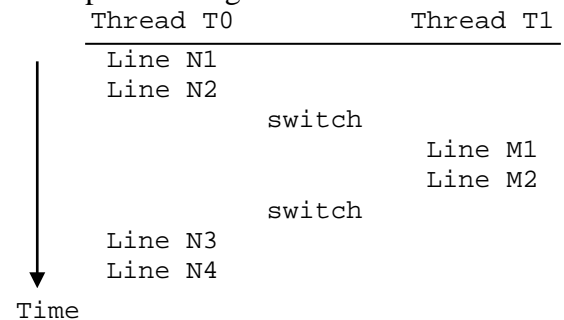 Thread T0 Thread T1
Line N1
Line N2
switch
Line M1
Line M2
switch
Line N3
Line N4
Time